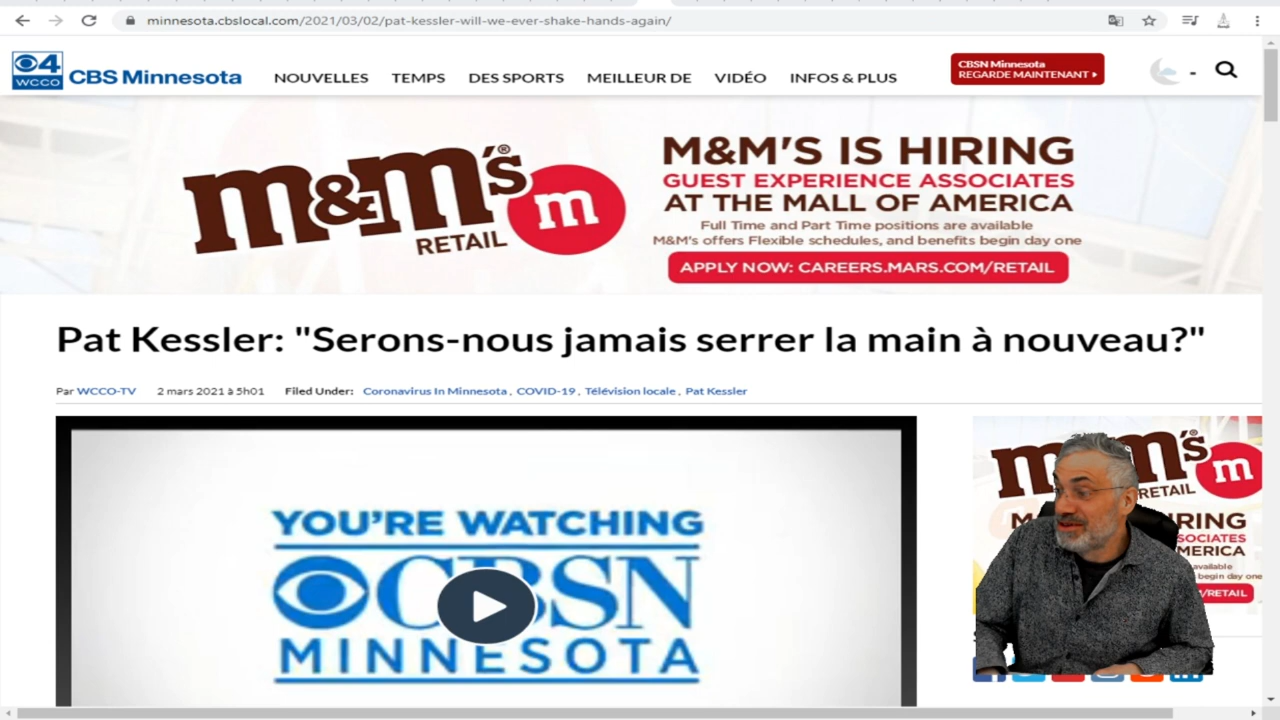 minnesota.cbslocal.com/2021/03/02/pat-kessler-will-we-ever-shake-hands-again/
4
WCCO
CBS Minnesota
NOUVELLES TEMPS DES SPORTS MEILLEUR DE VIDÉO INFOS & PLUS
CBSN Minnesota
REGARDE MAINTENANT
-
m&m's®
RETAIL
m
M&M'S IS HIRING
GUEST EXPERIENCE ASSOCIATES
AT THE MALL OF AMERICA
Full Time and Part Time positions are available
M&M's offers Flexible schedules, and benefits begin day one
APPLY NOW: CAREERS.MARS.COM/RETAIL
Pat Kessler: "Serons-nous jamais serrer la main à nouveau?"
Par WCCO-TV 2 mars 2021 à 5h01 Filed Under: Coronavirus In Minnesota, COVID-19, Télévision locale, Pat Kessler
YOU'RE WATCHING
CBSN
MINNESOTA
m m's
RETAIL
m
M RING
SOCIATES
MERICA
available
begin day one
/RETAIL